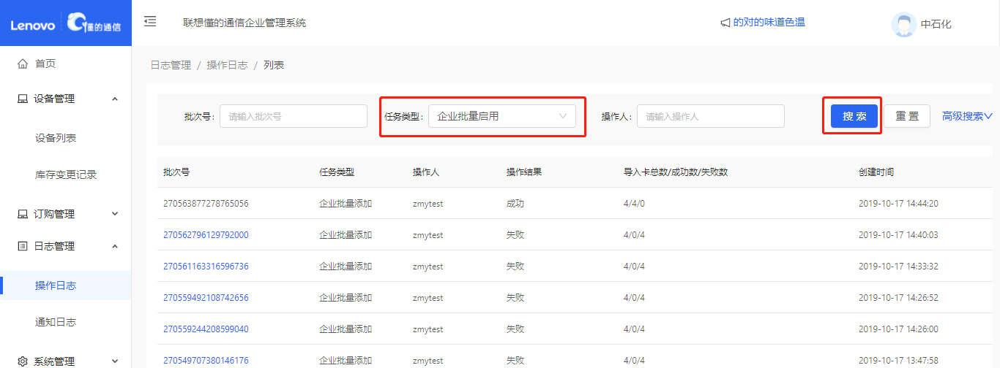 Lenovo 懂的通信
联想懂的通信企业管理系统
的对的味道色温
中石化
首页
设备管理
设备列表
库存变更记录
订购管理
日志管理
操作日志
通知日志
系统管理
日志管理 / 操作日志 / 列表
批次号: 请输入批次号 任务类型: 企业批量启用 操作人: 请输入操作人 搜 索 重 置 高级搜索
批次号 任务类型 操作人 操作结果 导入卡总数/成功数/失败数 创建时间
270563877278765056 企业批量添加 zmytest 成功 4/4/0 2019-10-17 14:44:20
270562796129792000 企业批量添加 zmytest 失败 4/0/4 2019-10-17 14:40:03
270561163316596736 企业批量添加 zmytest 失败 4/0/4 2019-10-17 14:33:32
270559492108742656 企业批量添加 zmytest 失败 4/0/4 2019-10-17 14:26:52
270559244208599040 企业批量添加 zmytest 失败 4/0/4 2019-10-17 14:26:00
270549707380146176 企业批量添加 zmytest 失败 4/0/4 2019-10-17 13:47:58